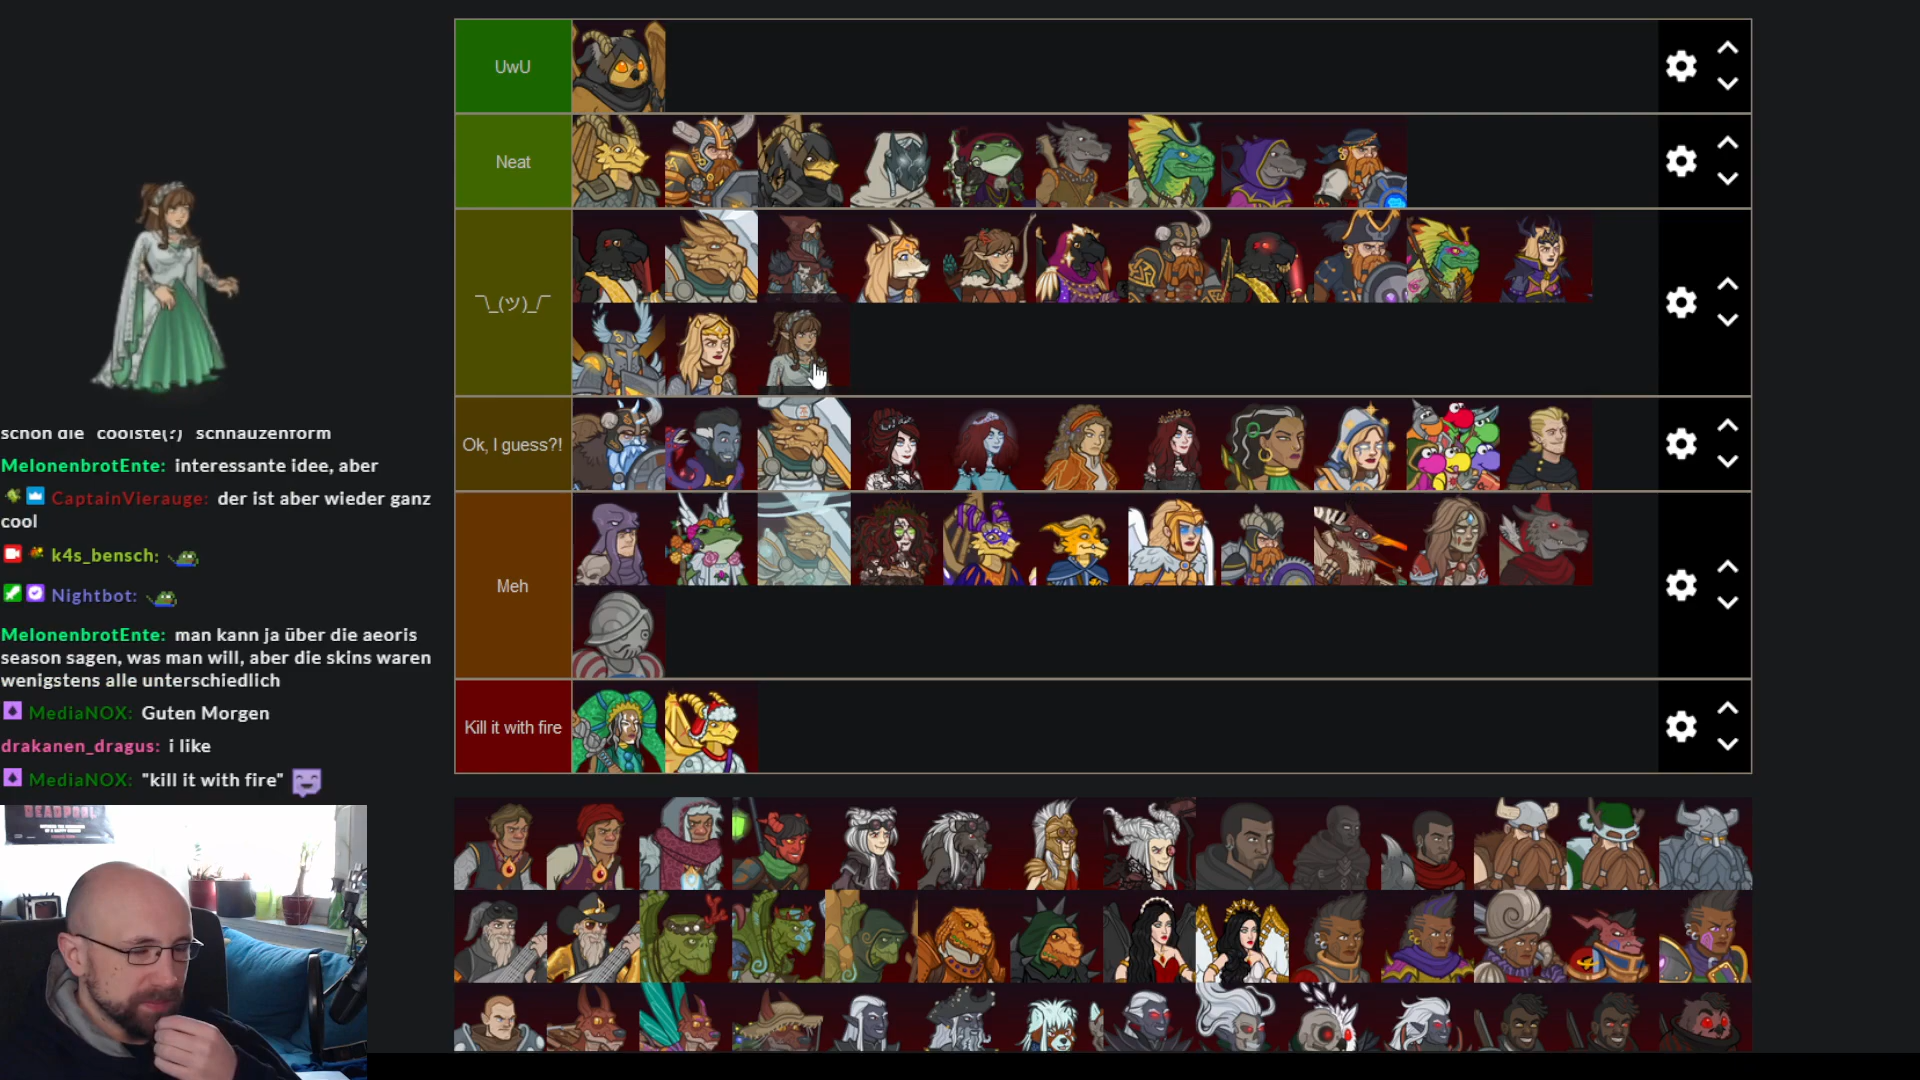 UwU
Neat
¯\_(ツ)_/¯
schon die "coolste(?)" schnauzenform
Ok, I guess?!
MelonenbrotEnte: interessante idee, aber
CaptainVierauge: der ist aber wieder ganz
cool
k4s_bensch:
Meh
Nightbot:
MelonenbrotEnte: man kann ja über die aeoris
season sagen, was man will, aber die skins waren
wenigstens alle unterschiedlich
MediaNOX: Guten Morgen
Kill it with fire
drakanen_dragus: i like
MediaNOX: "kill it with fire"
DEADPOOL